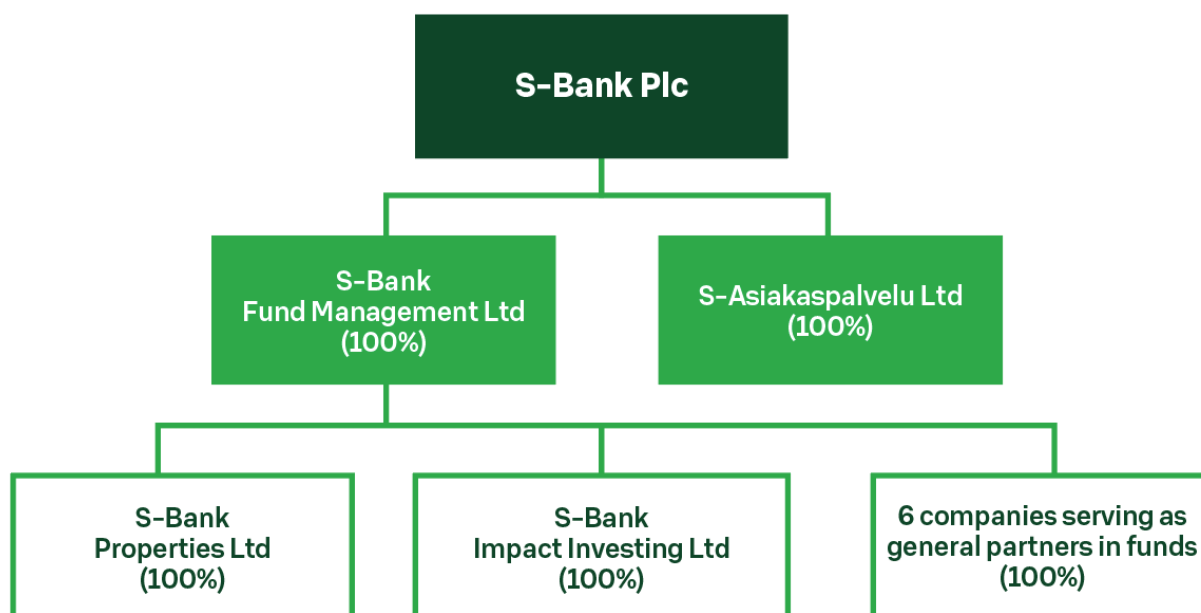 S-Bank Plc
S-Bank
Fund Management Ltd
(100%)
S-Asiakaspalvelu Ltd
(100%)
S-Bank
Properties Ltd
(100%)
S-Bank
Impact Investing Ltd
(100%)
6 companies serving as
general partners in funds
(100%)